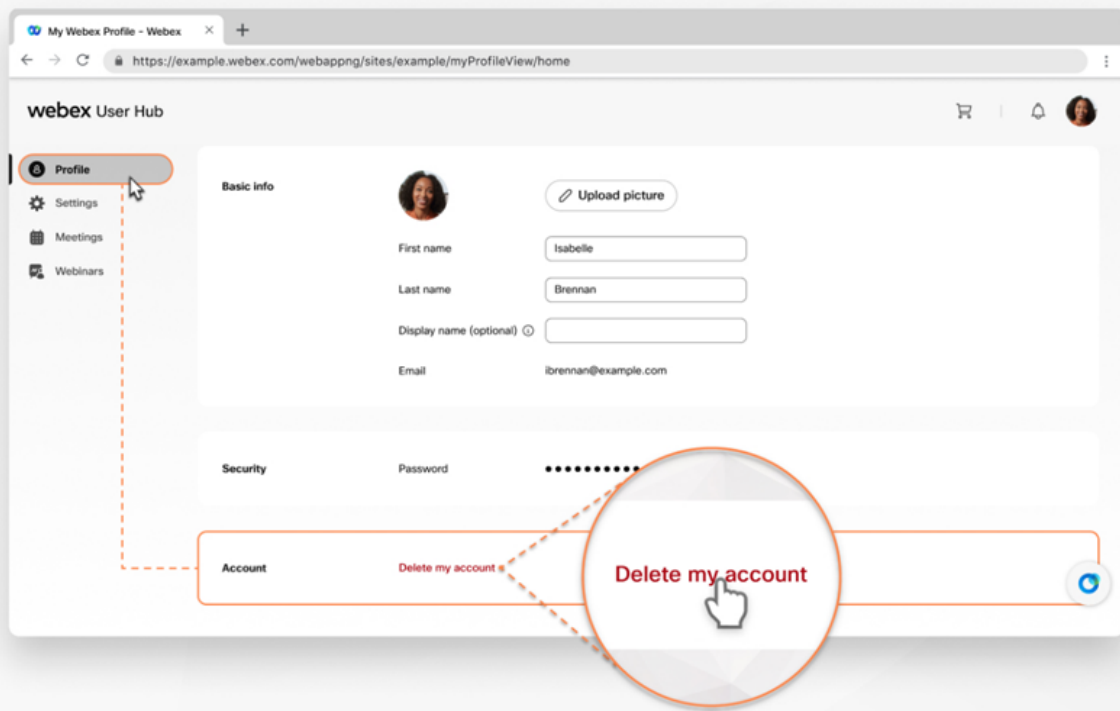 My Webex Profile - Webex
https://example.webex.com/webappng/sites/example/myProfileView/home
webex User Hub
Profile
Settings
Meetings
Webinars
Basic info
Upload picture
First name
Isabelle
Last name
Brennan
Display name (optional)
Email
ibrennan@example.com
Security
Password
Account
Delete my account
Delete my account